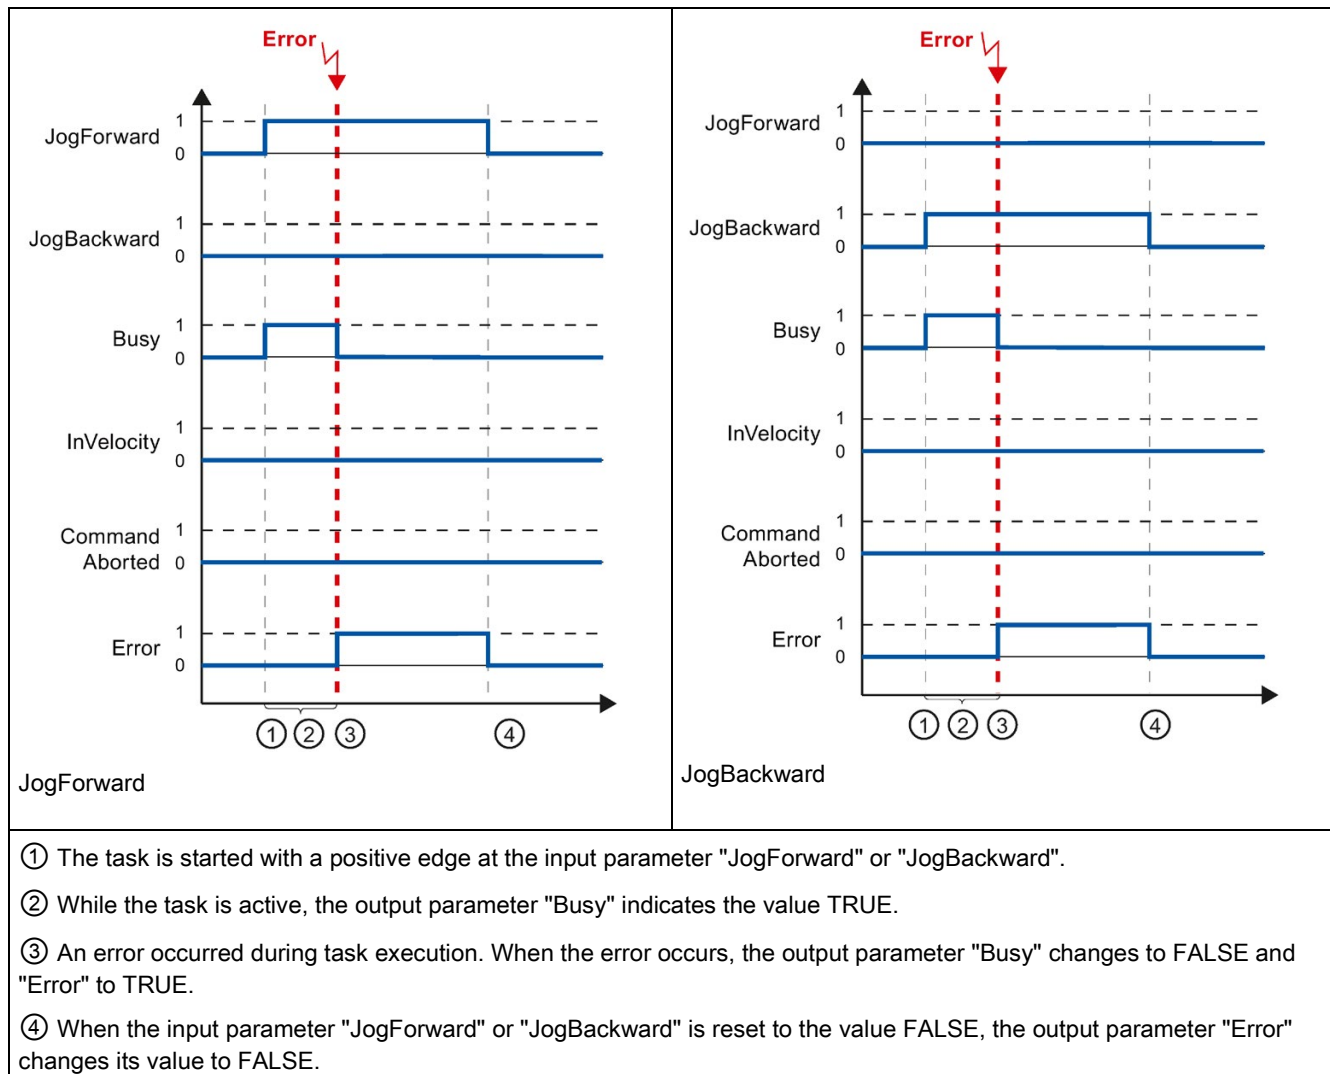 Error
JogForward
1
0
JogBackward
1
0
Busy
1
0
InVelocity
1
0
Command
Aborted
1
0
Error
1
0
① ② ③ ④
JogForward
Error
JogForward
1
0
JogBackward
1
0
Busy
1
0
InVelocity
1
0
Command
Aborted
1
0
Error
1
0
① ② ③ ④
JogBackward
① The task is started with a positive edge at the input parameter "JogForward" or "JogBackward".
② While the task is active, the output parameter "Busy" indicates the value TRUE.
③ An error occurred during task execution. When the error occurs, the output parameter "Busy" changes to FALSE and
"Error" to TRUE.
④ When the input parameter "JogForward" or "JogBackward" is reset to the value FALSE, the output parameter "Error"
changes its value to FALSE.